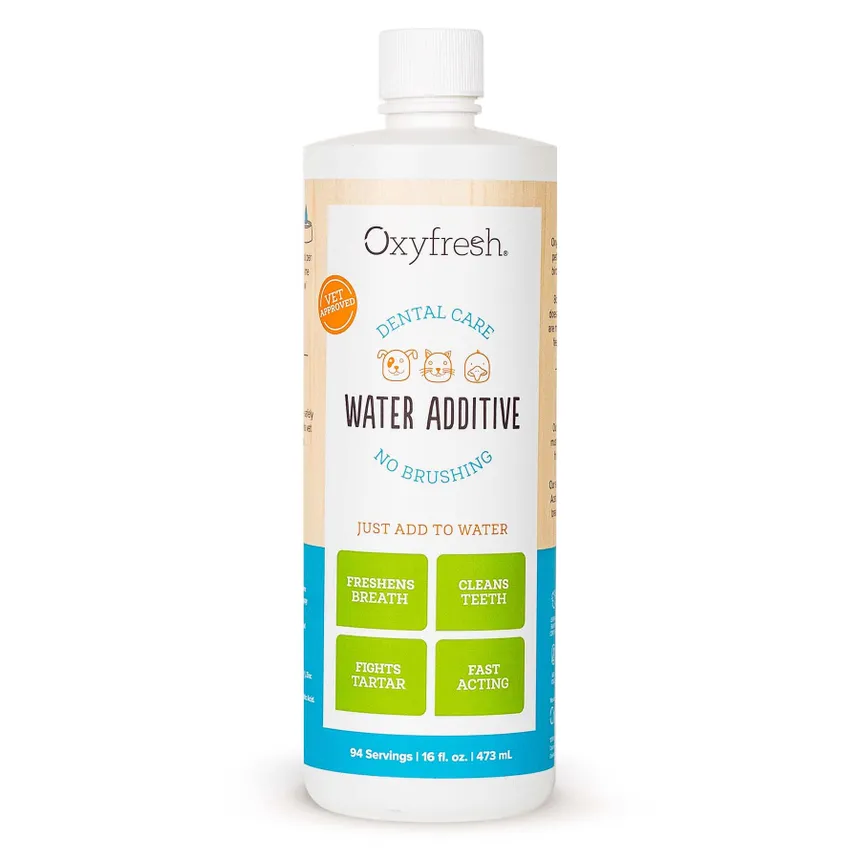 Oxyfresh®
VET
APPROVED
DENTAL CARE
WATER ADDITIVE
NO BRUSHING
JUST ADD TO WATER
FRESHENS
BREATH
CLEANS
TEETH
FIGHTS
TARTAR
FAST
ACTING
94 Servings | 16 fl. oz. | 473 mL